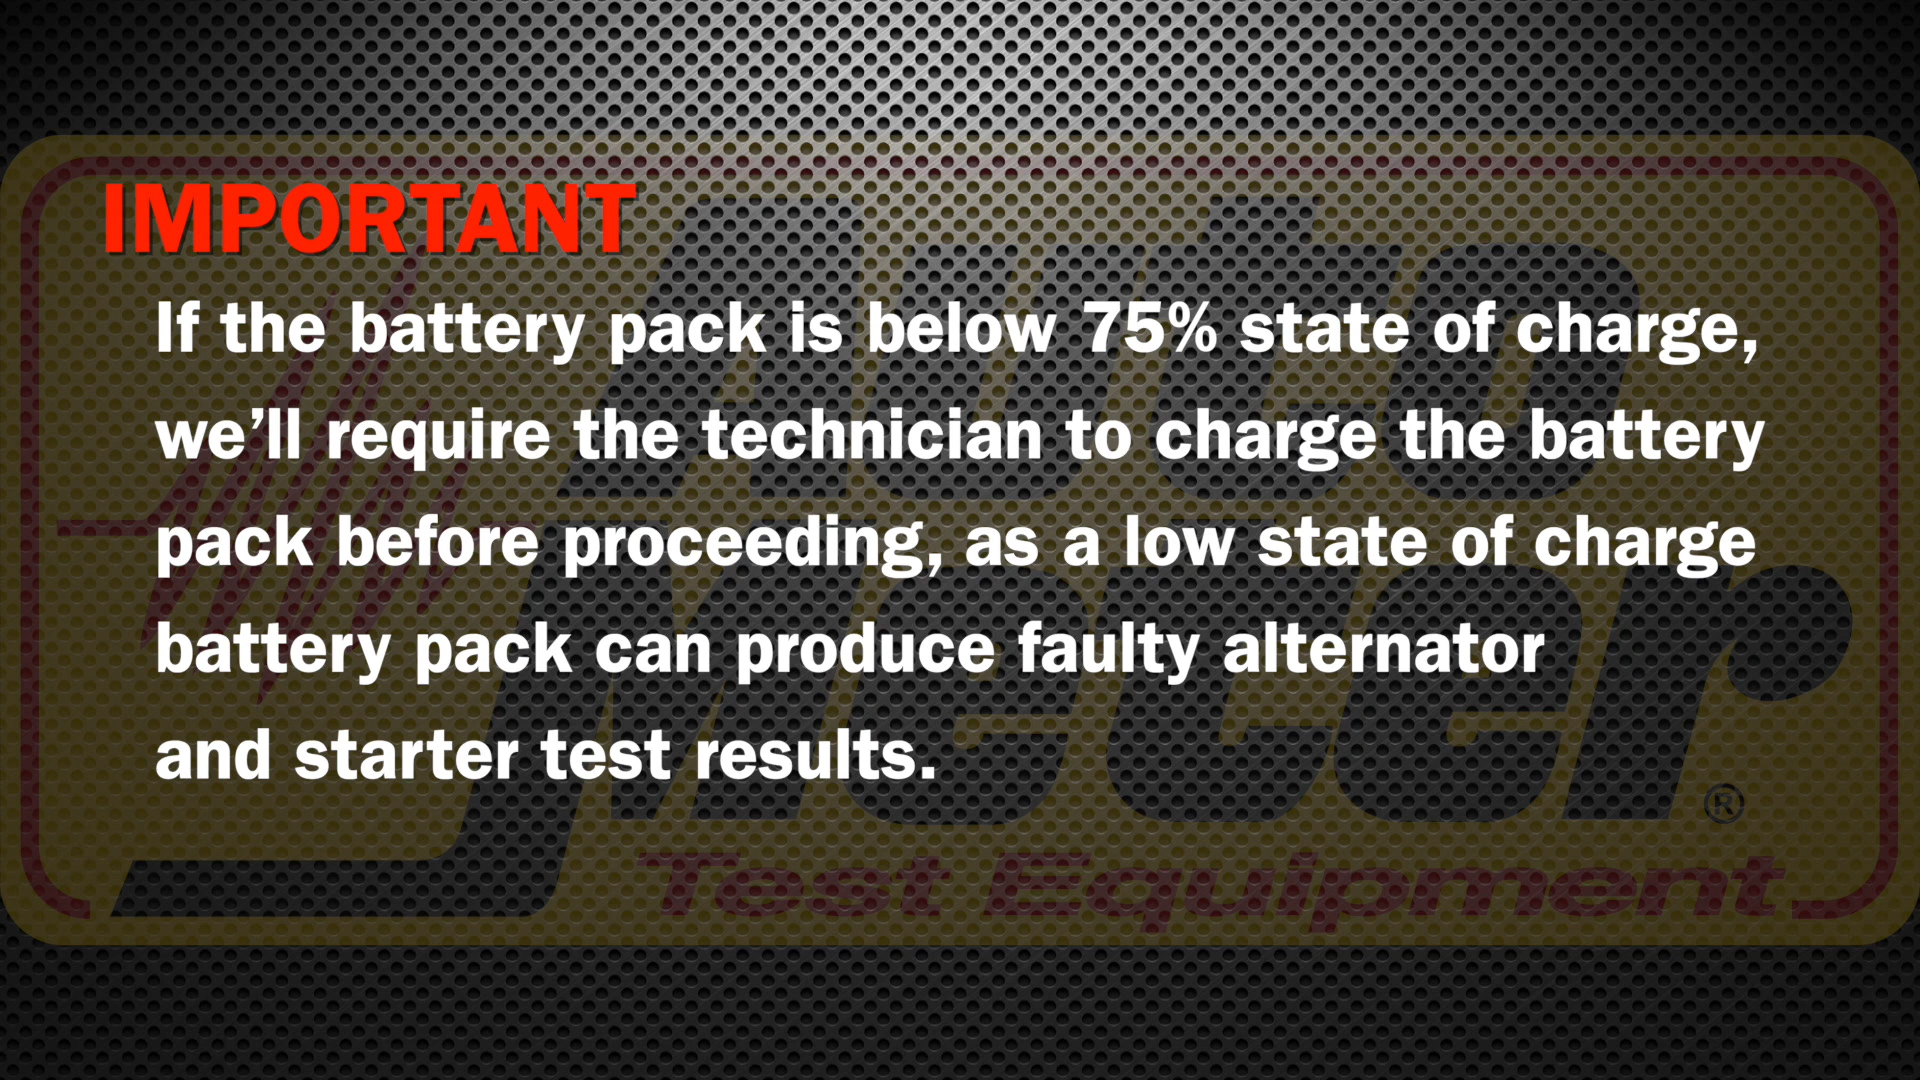 IMPORTANT
If the battery pack is below 75% state of charge,
we’ll require the technician to charge the battery
pack before proceeding, as a low state of charge
battery pack can produce faulty alternator
and starter test results.
Auto
Meter
®
Test Equipment